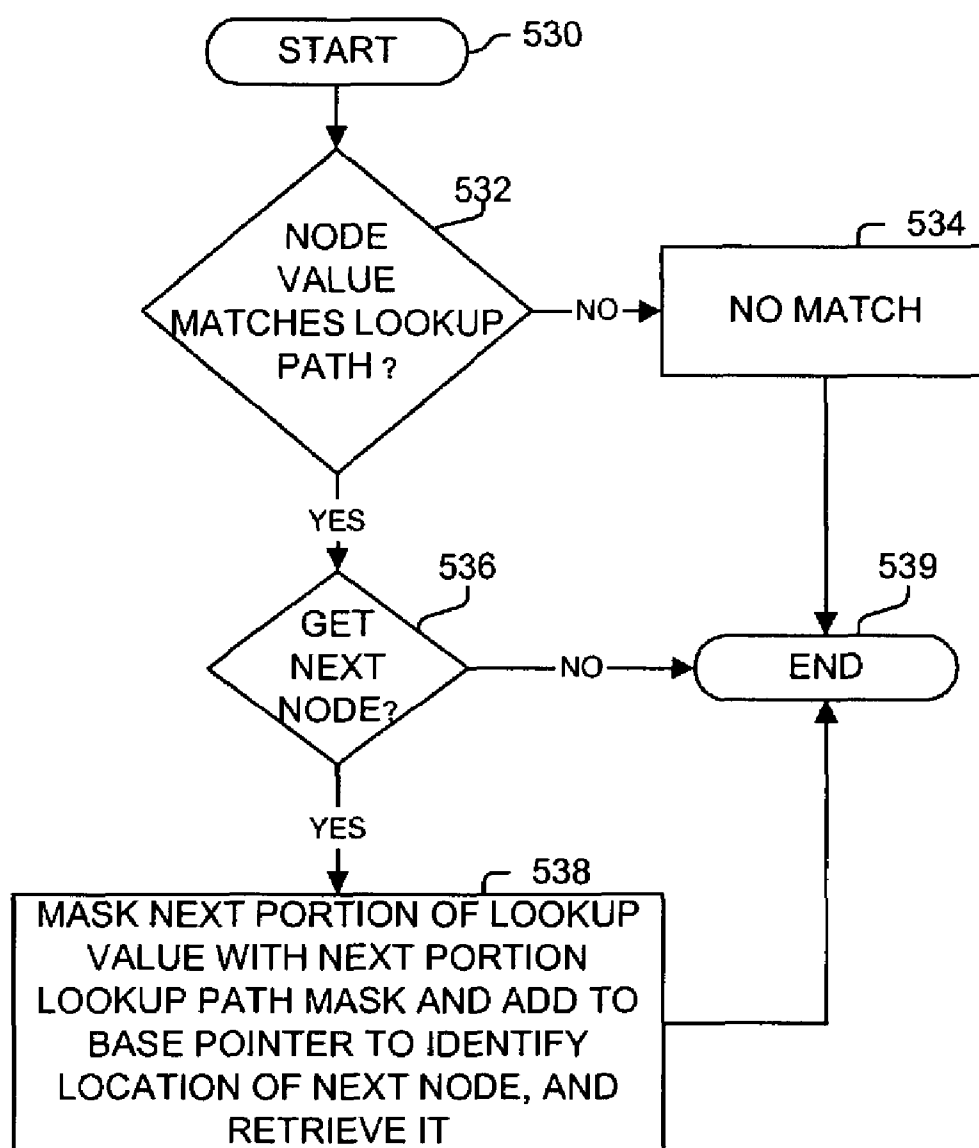 START
530
532
NODE
VALUE
MATCHES LOOKUP
PATH ?
NO
534
NO MATCH
YES
536
GET
NEXT
NODE?
NO
539
END
YES
538
MASK NEXT PORTION OF LOOKUP
VALUE WITH NEXT PORTION
LOOKUP PATH MASK AND ADD TO
BASE POINTER TO IDENTIFY
LOCATION OF NEXT NODE, AND
RETRIEVE IT